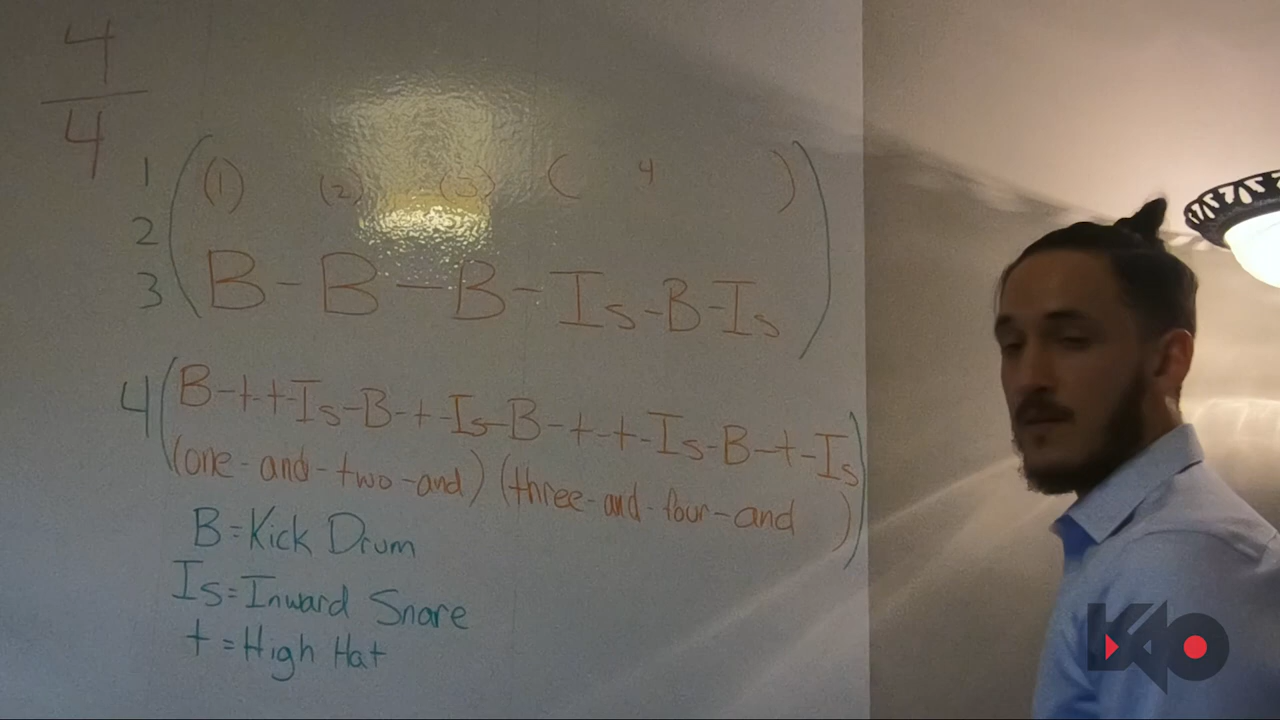 4
4
1 ( (1) (2) (3) ( 4 ) )
2
3 B-B-B-Is-B-Is
4 (B-t-t-Is-B-t-Is-B-t-t-Is-B-t-Is)
(one-and-two-and) (three-and-four-and )
B=Kick Drum
Is=Inward Snare
t=High Hat
K40